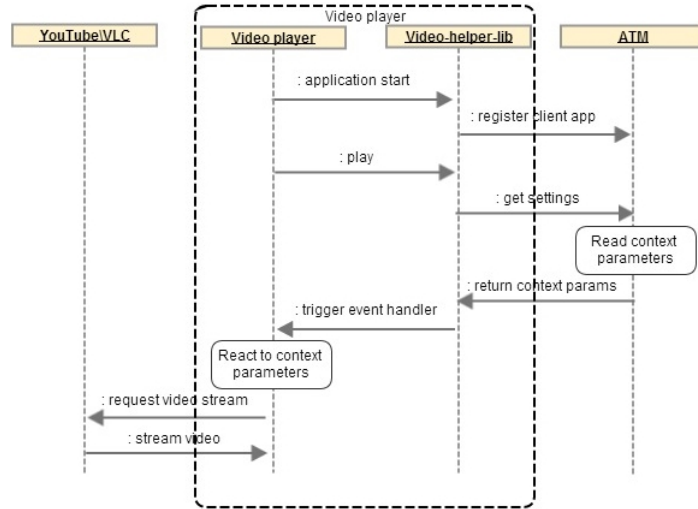 Video player
YouTube\VLC
Video player
Video-helper-lib
ATM
: application start
: register client app
: play
: get settings
Read context
parameters
: return context params
: trigger event handler
React to context
parameters
: request video stream
: stream video